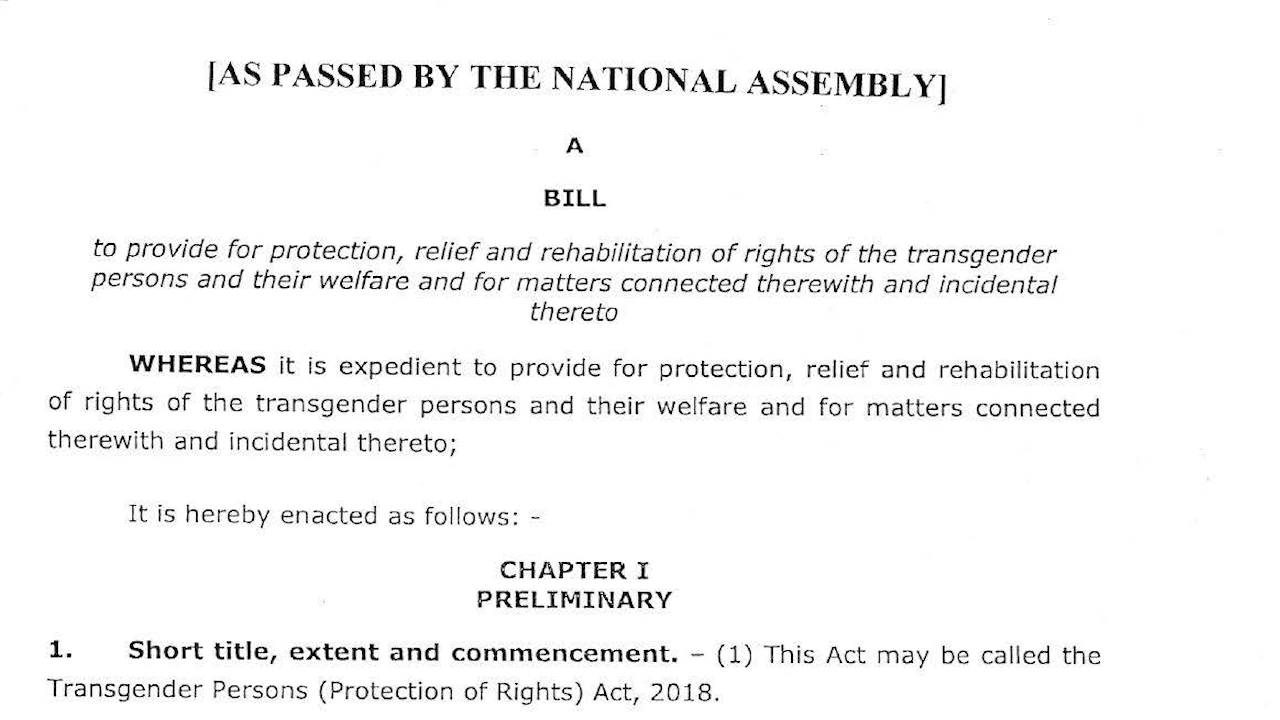 [AS PASSED BY THE NATIONAL ASSEMBLY]
A
BILL
to provide for protection, relief and rehabilitation of rights of the transgender
persons and their welfare and for matters connected therewith and incidental
thereto
WHEREAS it is expedient to provide for protection, relief and rehabilitation
of rights of the transgender persons and their welfare and for matters connected
therewith and incidental thereto;
It is hereby enacted as follows: -
CHAPTER I
PRELIMINARY
1. Short title, extent and commencement. – (1) This Act may be called the
Transgender Persons (Protection of Rights) Act, 2018.